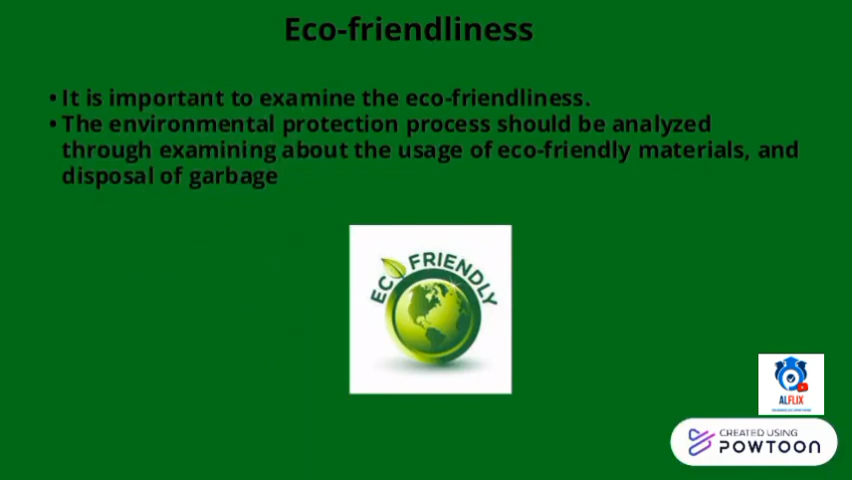 Eco-friendliness
• It is important to examine the eco-friendliness.
• The environmental protection process should be analyzed
through examining about the usage of eco-friendly materials, and
disposal of garbage
ECO FRIENDLY
ALFLIX
CREATED USING
POWTOON